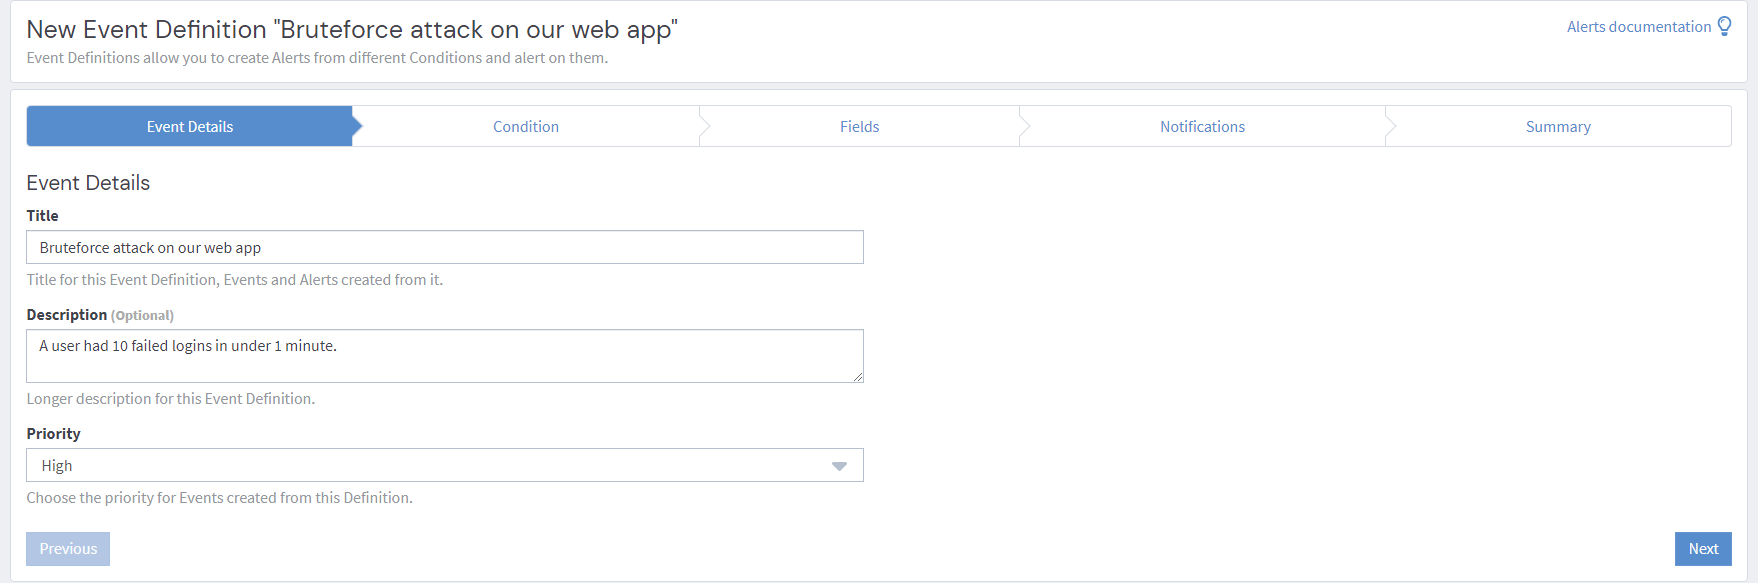 New Event Definition "Bruteforce attack on our web app"
Alerts documentation
Event Definitions allow you to create Alerts from different Conditions and alert on them.
Event Details
Condition
Fields
Notifications
Summary
Event Details
Title
Bruteforce attack on our web app
Title for this Event Definition, Events and Alerts created from it.
Description (Optional)
A user had 10 failed logins in under 1 minute.
Longer description for this Event Definition.
Priority
High
Choose the priority for Events created from this Definition.
Previous
Next